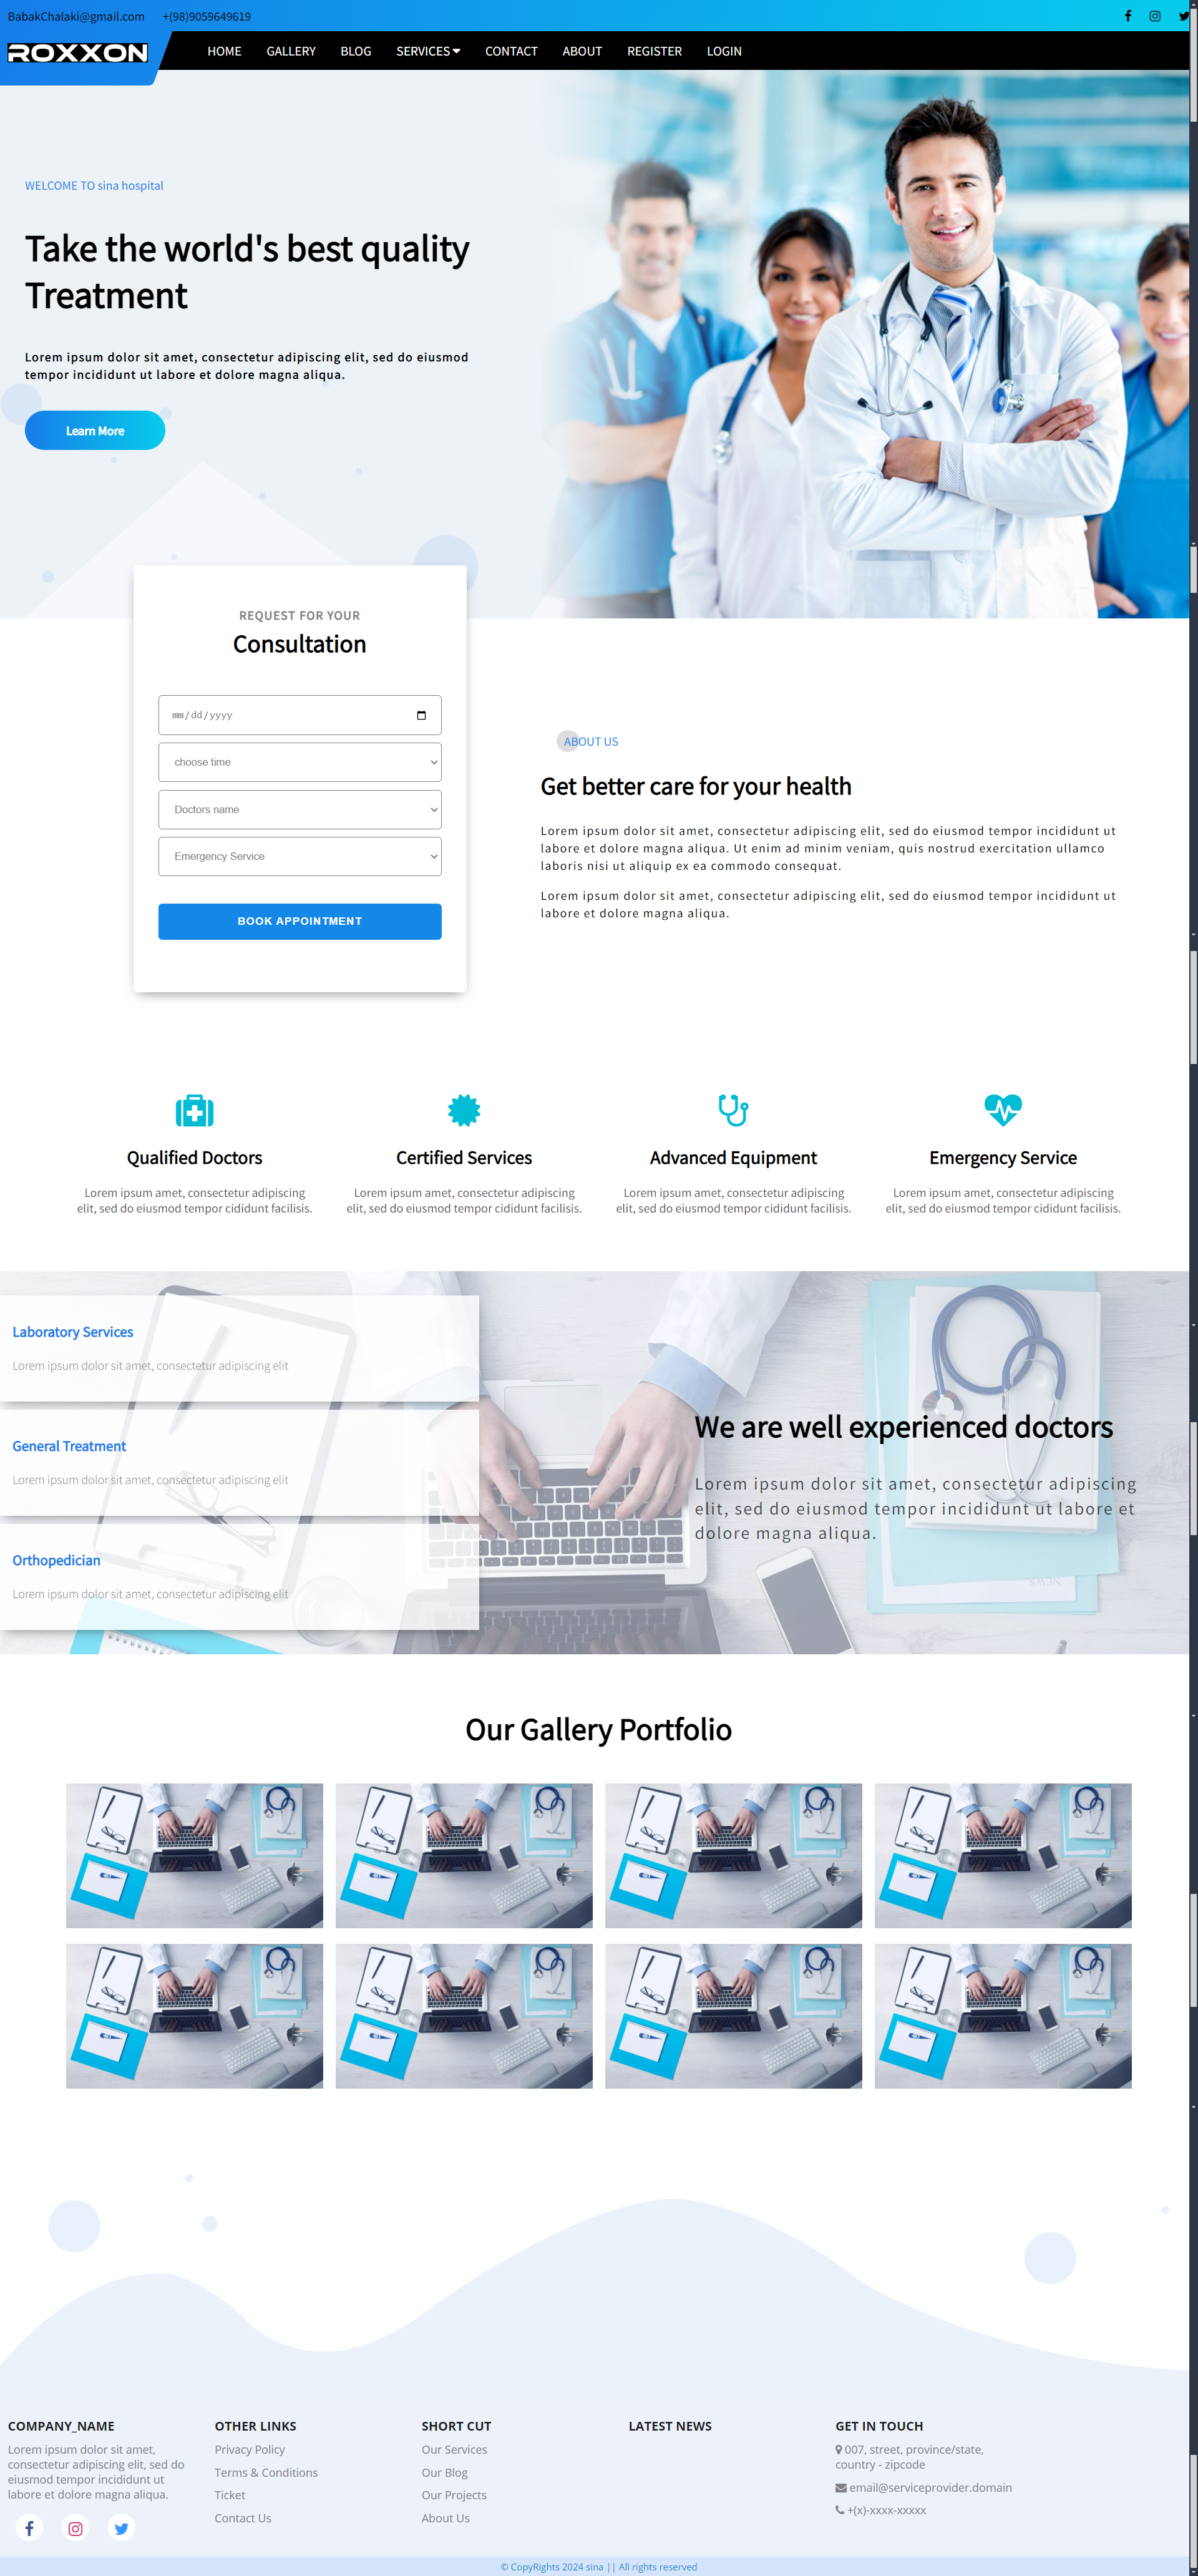 BabakChalaki@gmail.com +(98)9059649619
ROXXON
HOME GALLERY BLOG SERVICES CONTACT ABOUT REGISTER LOGIN
WELCOME TO sina hospital
Take the world's best quality
Treatment
Lorem ipsum dolor sit amet, consectetur adipiscing elit, sed do eiusmod
tempor incididunt ut labore et dolore magna aliqua.
Learn More
REQUEST FOR YOUR
Consultation
mm/dd/yyyy
choose time
Doctors name
Emergency Service
BOOK APPOINTMENT
ABOUT US
Get better care for your health
Lorem ipsum dolor sit amet, consectetur adipiscing elit, sed do eiusmod tempor incididunt ut
labore et dolore magna aliqua. Ut enim ad minim veniam, quis nostrud exercitation ullamco
laboris nisi ut aliquip ex ea commodo consequat.
Lorem ipsum dolor sit amet, consectetur adipiscing elit, sed do eiusmod tempor incididunt ut
labore et dolore magna aliqua.
Qualified Doctors
Lorem ipsum amet, consectetur adipiscing
elit, sed do eiusmod tempor cididunt facilisis.
Certified Services
Lorem ipsum amet, consectetur adipiscing
elit, sed do eiusmod tempor cididunt facilisis.
Advanced Equipment
Lorem ipsum amet, consectetur adipiscing
elit, sed do eiusmod tempor cididunt facilisis.
Emergency Service
Lorem ipsum amet, consectetur adipiscing
elit, sed do eiusmod tempor cididunt facilisis.
Laboratory Services
Lorem ipsum dolor sit amet, consectetur adipiscing elit
General Treatment
Lorem ipsum dolor sit amet, consectetur adipiscing elit
Orthopedician
Lorem ipsum dolor sit amet, consectetur adipiscing elit
We are well experienced doctors
Lorem ipsum dolor sit amet, consectetur adipiscing
elit, sed do eiusmod tempor incididunt ut labore et
dolore magna aliqua.
Our Gallery Portfolio
COMPANY_NAME
Lorem ipsum dolor sit amet,
consectetur adipiscing elit, sed do
eiusmod tempor incididunt ut
labore et dolore magna aliqua.
OTHER LINKS
Privacy Policy
Terms & Conditions
Ticket
Contact Us
SHORT CUT
Our Services
Our Blog
Our Projects
About Us
LATEST NEWS
GET IN TOUCH
007, street, province/state,
country - zipcode
email@serviceprovider.domain
+(x)-xxxx-xxxxx
© CopyRights 2024 sina || All rights reserved